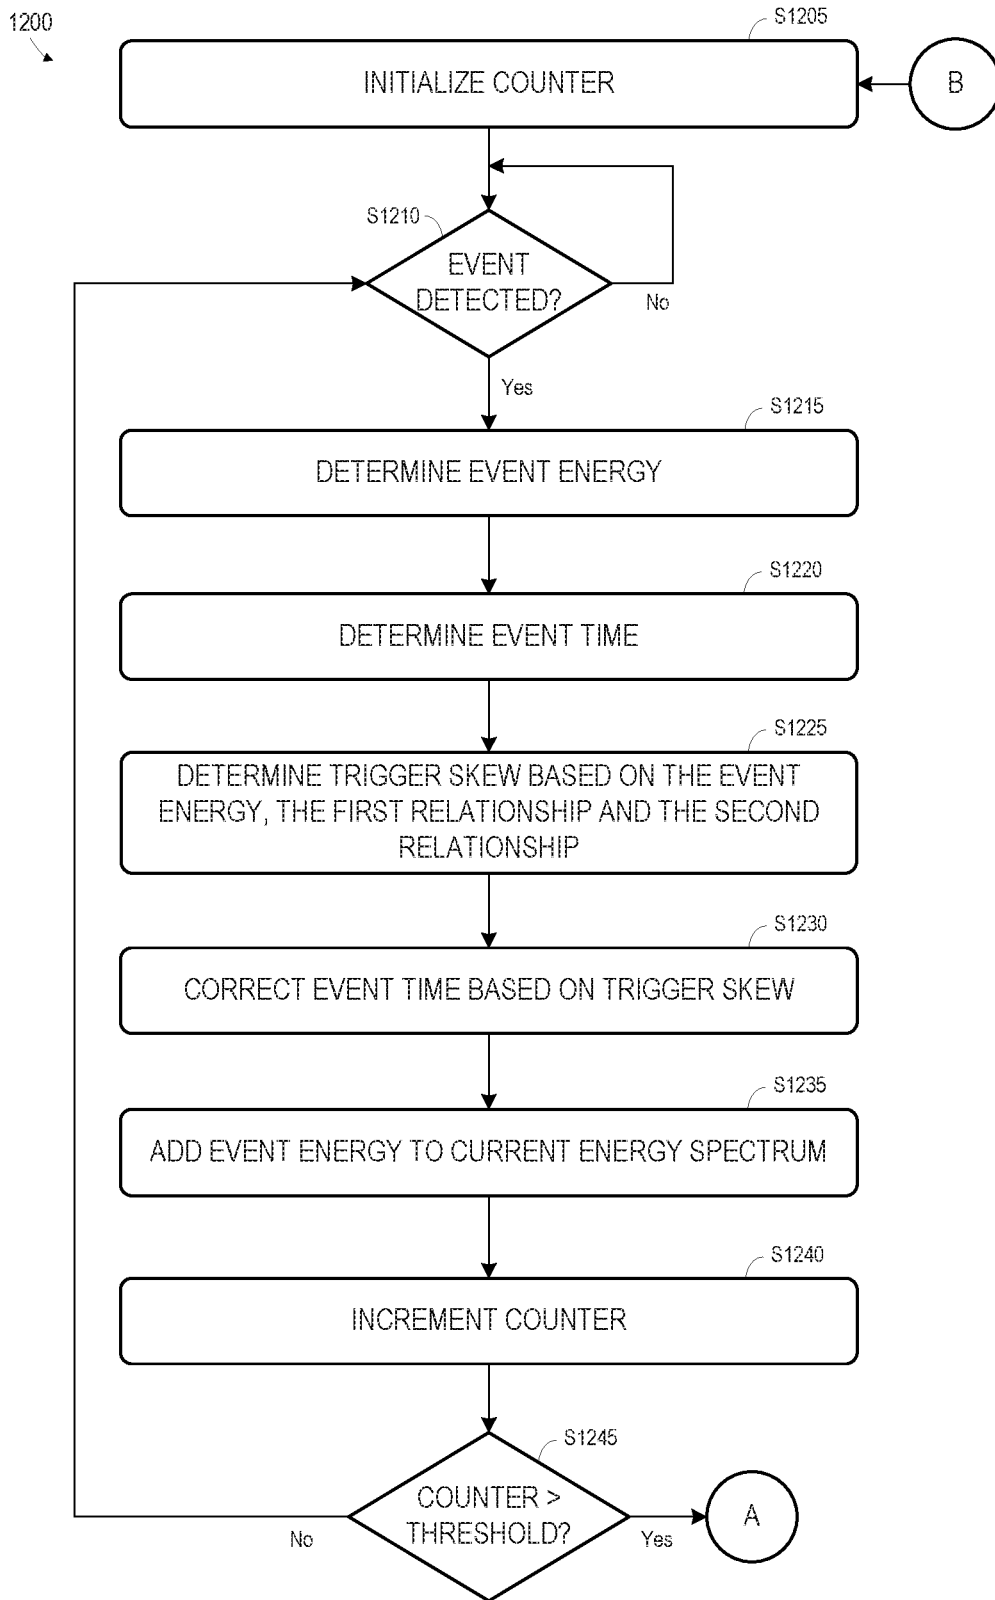 1200
S1205
INITIALIZE COUNTER
B
S1210
EVENT
DETECTED?
No
Yes
S1215
DETERMINE EVENT ENERGY
S1220
DETERMINE EVENT TIME
S1225
DETERMINE TRIGGER SKEW BASED ON THE EVENT
ENERGY, THE FIRST RELATIONSHIP AND THE SECOND
RELATIONSHIP
S1230
CORRECT EVENT TIME BASED ON TRIGGER SKEW
S1235
ADD EVENT ENERGY TO CURRENT ENERGY SPECTRUM
S1240
INCREMENT COUNTER
S1245
COUNTER >
THRESHOLD?
No
Yes
A